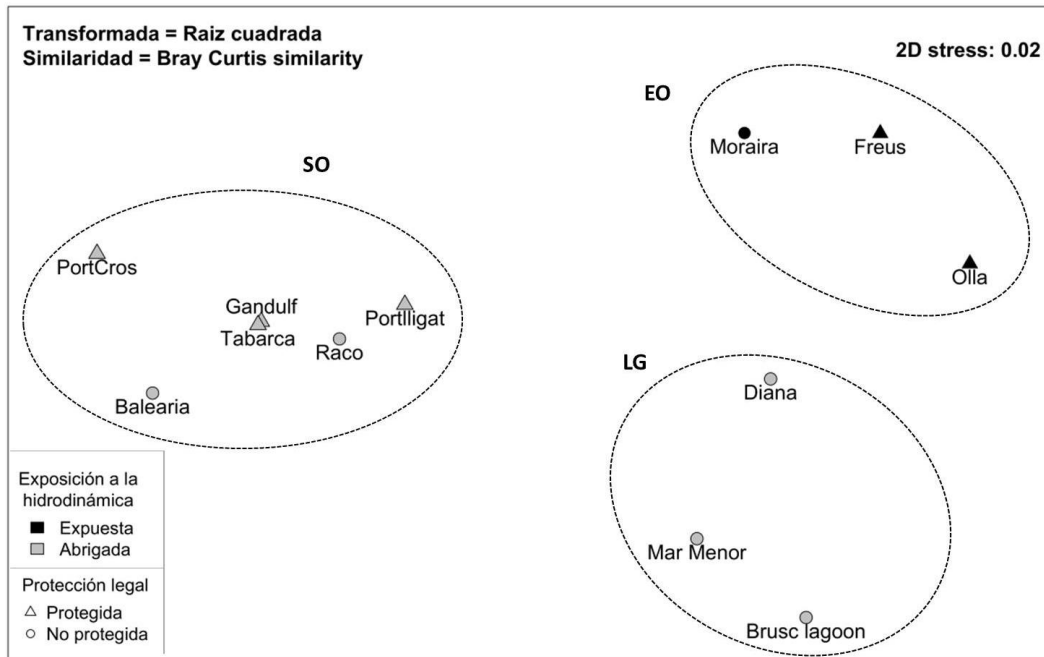 Transformada = Raiz cuadrada
Similaridad = Bray Curtis similarity
2D stress: 0.02
EO
Moraira
Freus
Olla
SO
PortCros
Gandulf
Tabarca
Portlligat
Raco
Balearia
LG
Diana
Mar Menor
Brusc lagoon
Exposición a la
hidrodinámica
Expuesta
Abrigada
Protección legal
Protegida
No protegida